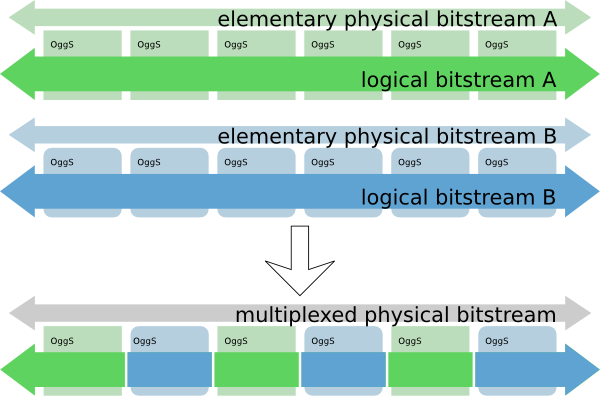 elementary physical bitstream A
OggS OggS OggS OggS OggS OggS
logical bitstream A
elementary physical bitstream B
OggS OggS OggS OggS OggS OggS
logical bitstream B
multiplexed physical bitstream
OggS OggS OggS OggS OggS OggS